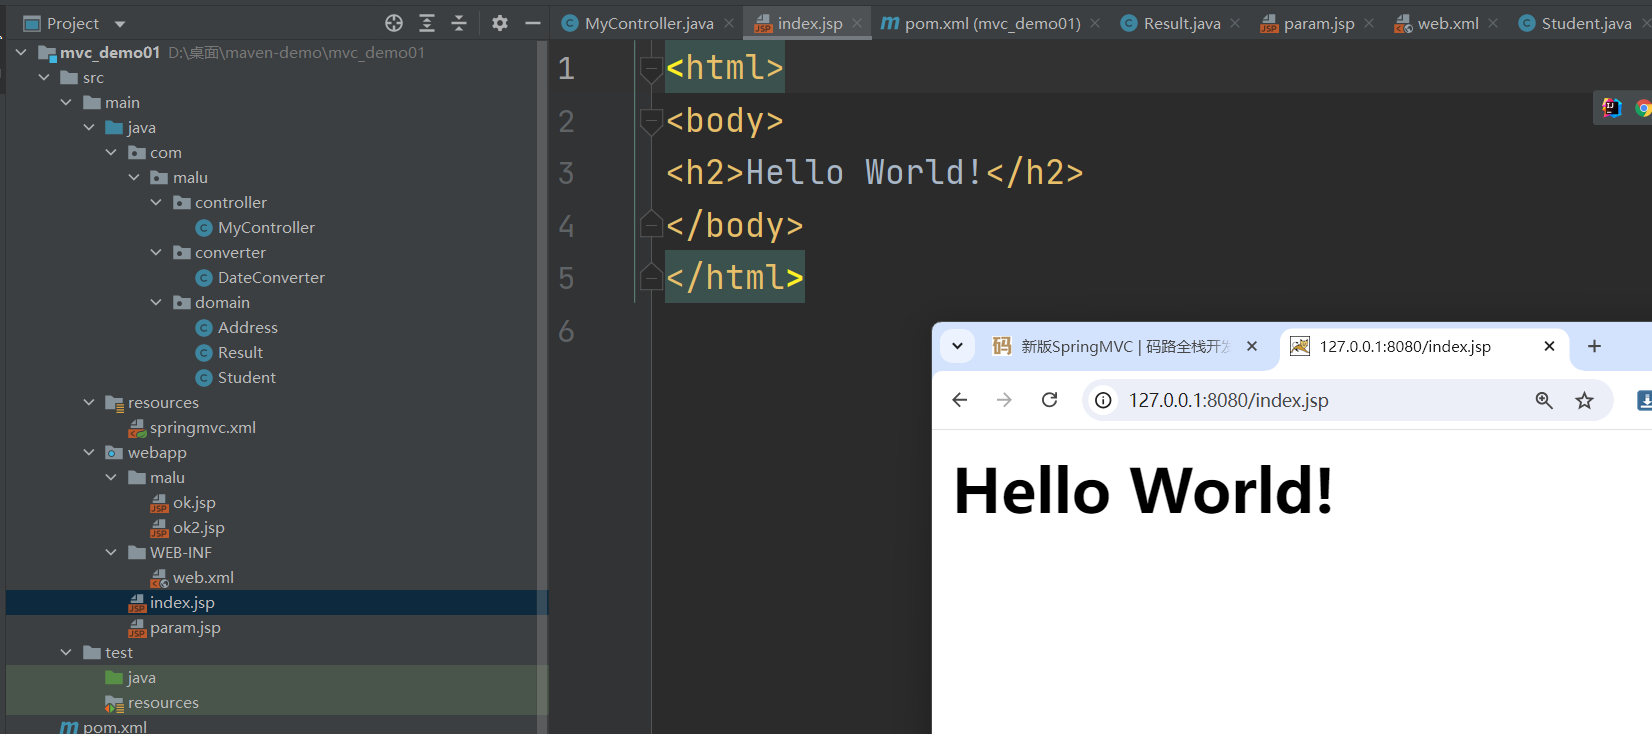 Project
MyController.java
index.jsp
pom.xml (mvc_demo01)
Result.java
param.jsp
web.xml
Student.java
mvc_demo01 D:\桌面\maven-demo\mvc_demo01
src
main
java
com
malu
controller
MyController
converter
DateConverter
domain
Address
Result
Student
resources
springmvc.xml
webapp
malu
ok.jsp
ok2.jsp
WEB-INF
web.xml
index.jsp
param.jsp
test
java
resources
pom.xml
1 <html>
2 <body>
3 <h2>Hello World!</h2>
4 </body>
5 </html>
6
新版SpringMVC | 码路全栈开发
127.0.0.1:8080/index.jsp
127.0.0.1:8080/index.jsp
Hello World!